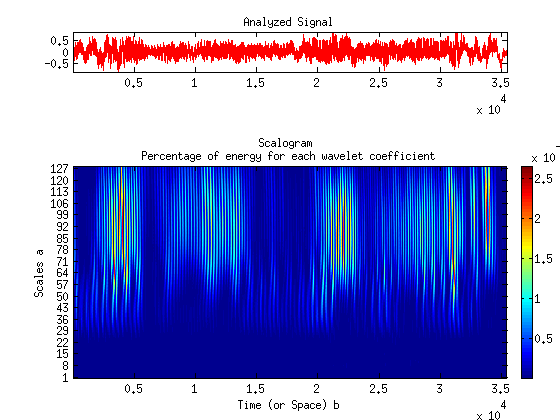 Analyzed Signal
0.5
0
-0.5
0.5 1 1.5 2 2.5 3 3.5
x 10
4
Scalogram
Percentage of energy for each wavelet coefficient
x 10
127
120
113
106
99
92
85
78
71
64
57
50
43
36
29
22
15
8
1
Scales a
2.5
2
1.5
1
0.5
0.5 1 1.5 2 2.5 3 3.5
Time (or Space) b
x 10
4